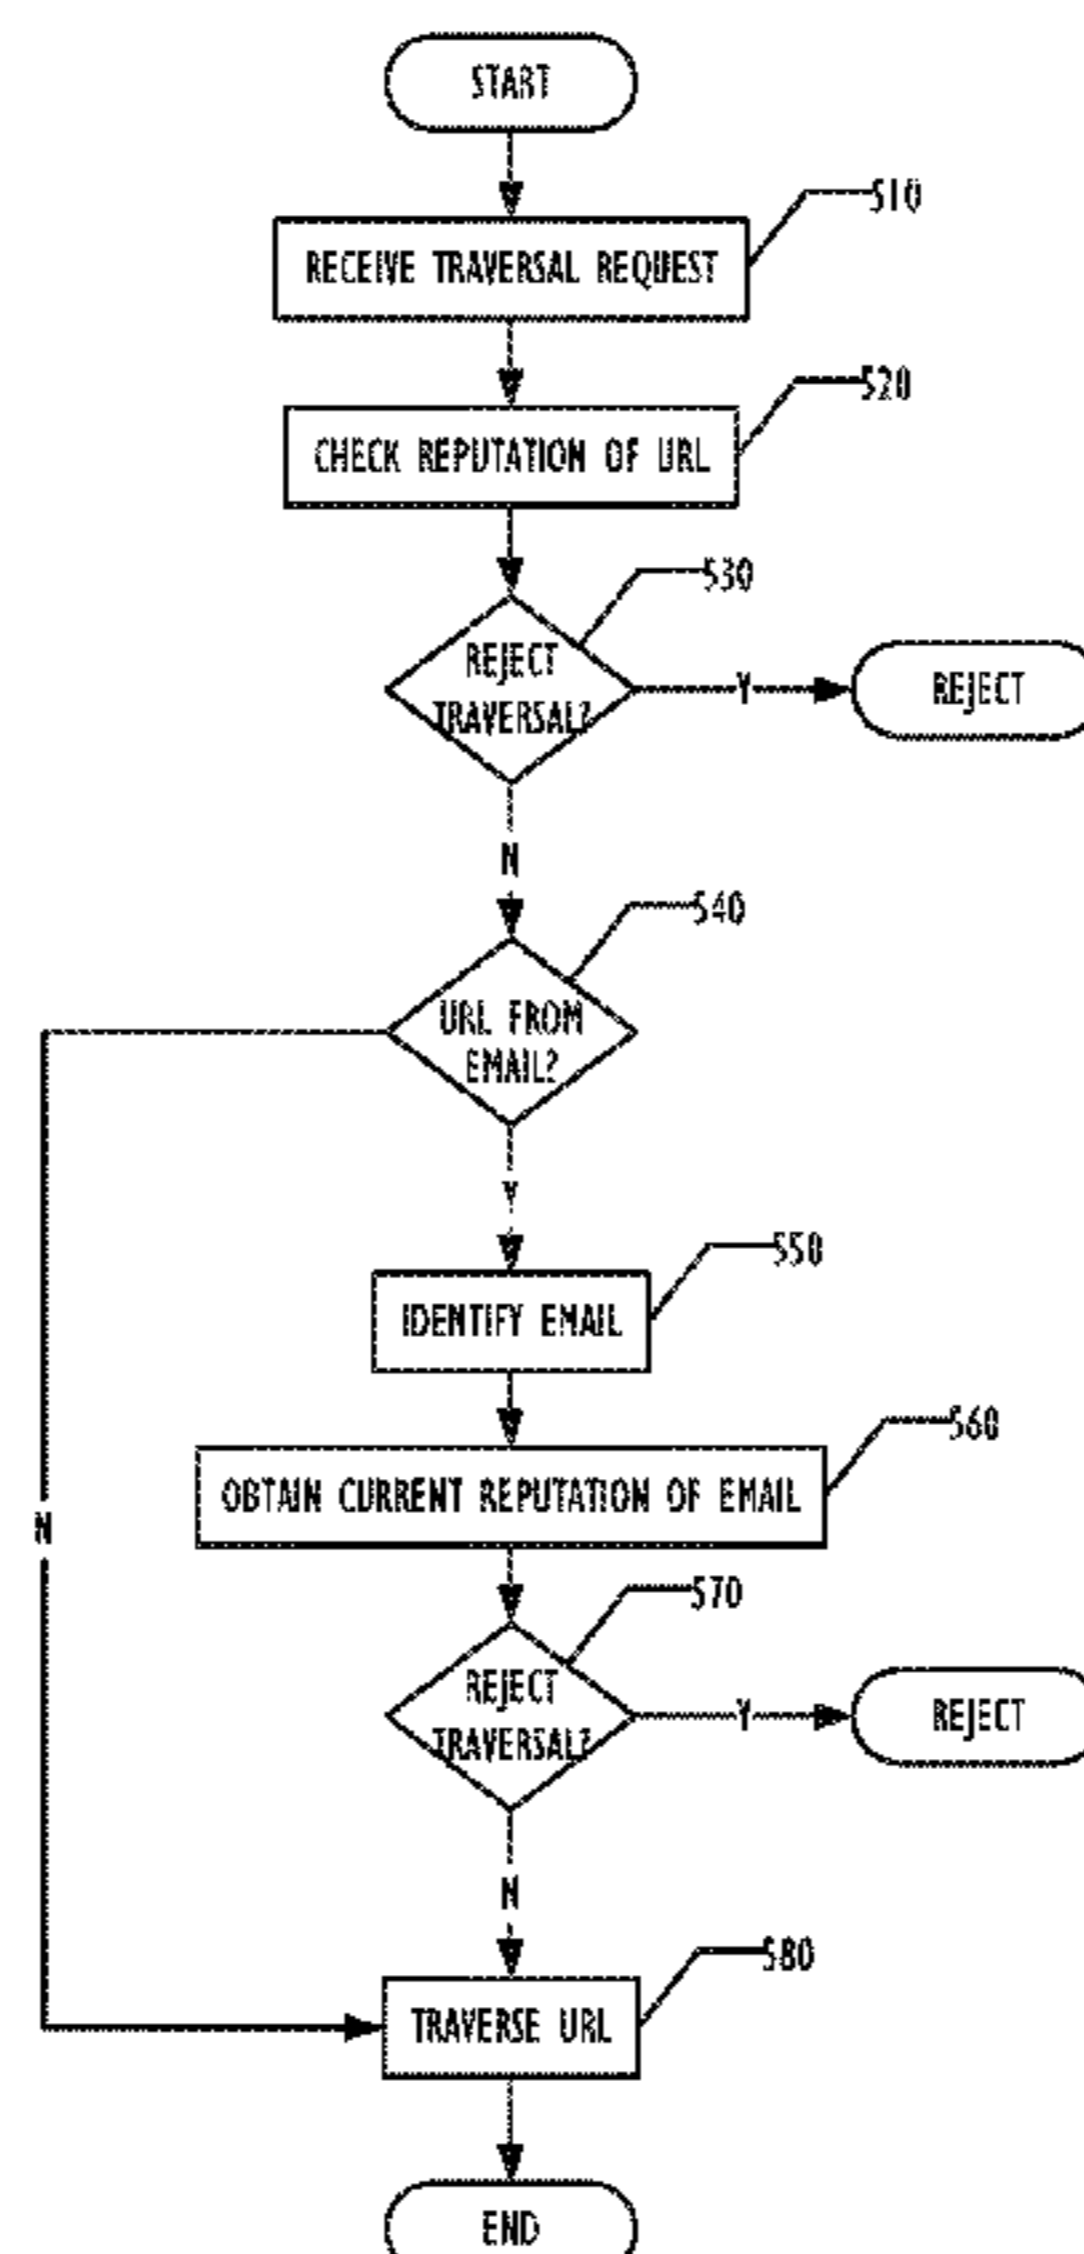 START
510
RECEIVE TRAVERSAL REQUEST
520
CHECK REPUTATION OF URL
530
REJECT
TRAVERSAL?
Y
REJECT
N
540
URL FROM
EMAIL?
Y
550
IDENTIFY EMAIL
560
OBTAIN CURRENT REPUTATION OF EMAIL
N
570
REJECT
TRAVERSAL?
Y
REJECT
N
580
TRAVERSE URL
END